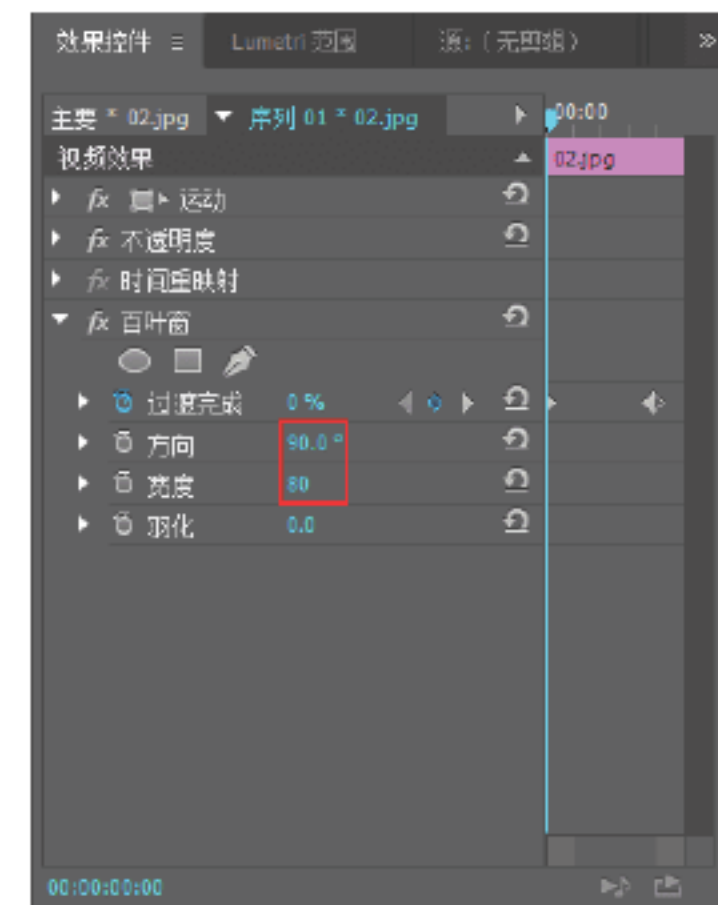 效果控件 Lumetri 范围 源:(无剪辑)
主要 * 02.jpg 序列 01 * 02.jpg 00:00
视频效果 02.jpg
fx 运动
fx 不透明度
fx 时间重映射
fx 百叶窗
过渡完成 0 %
方向 90.0 °
宽度 80
羽化 0.0
00:00:00:00